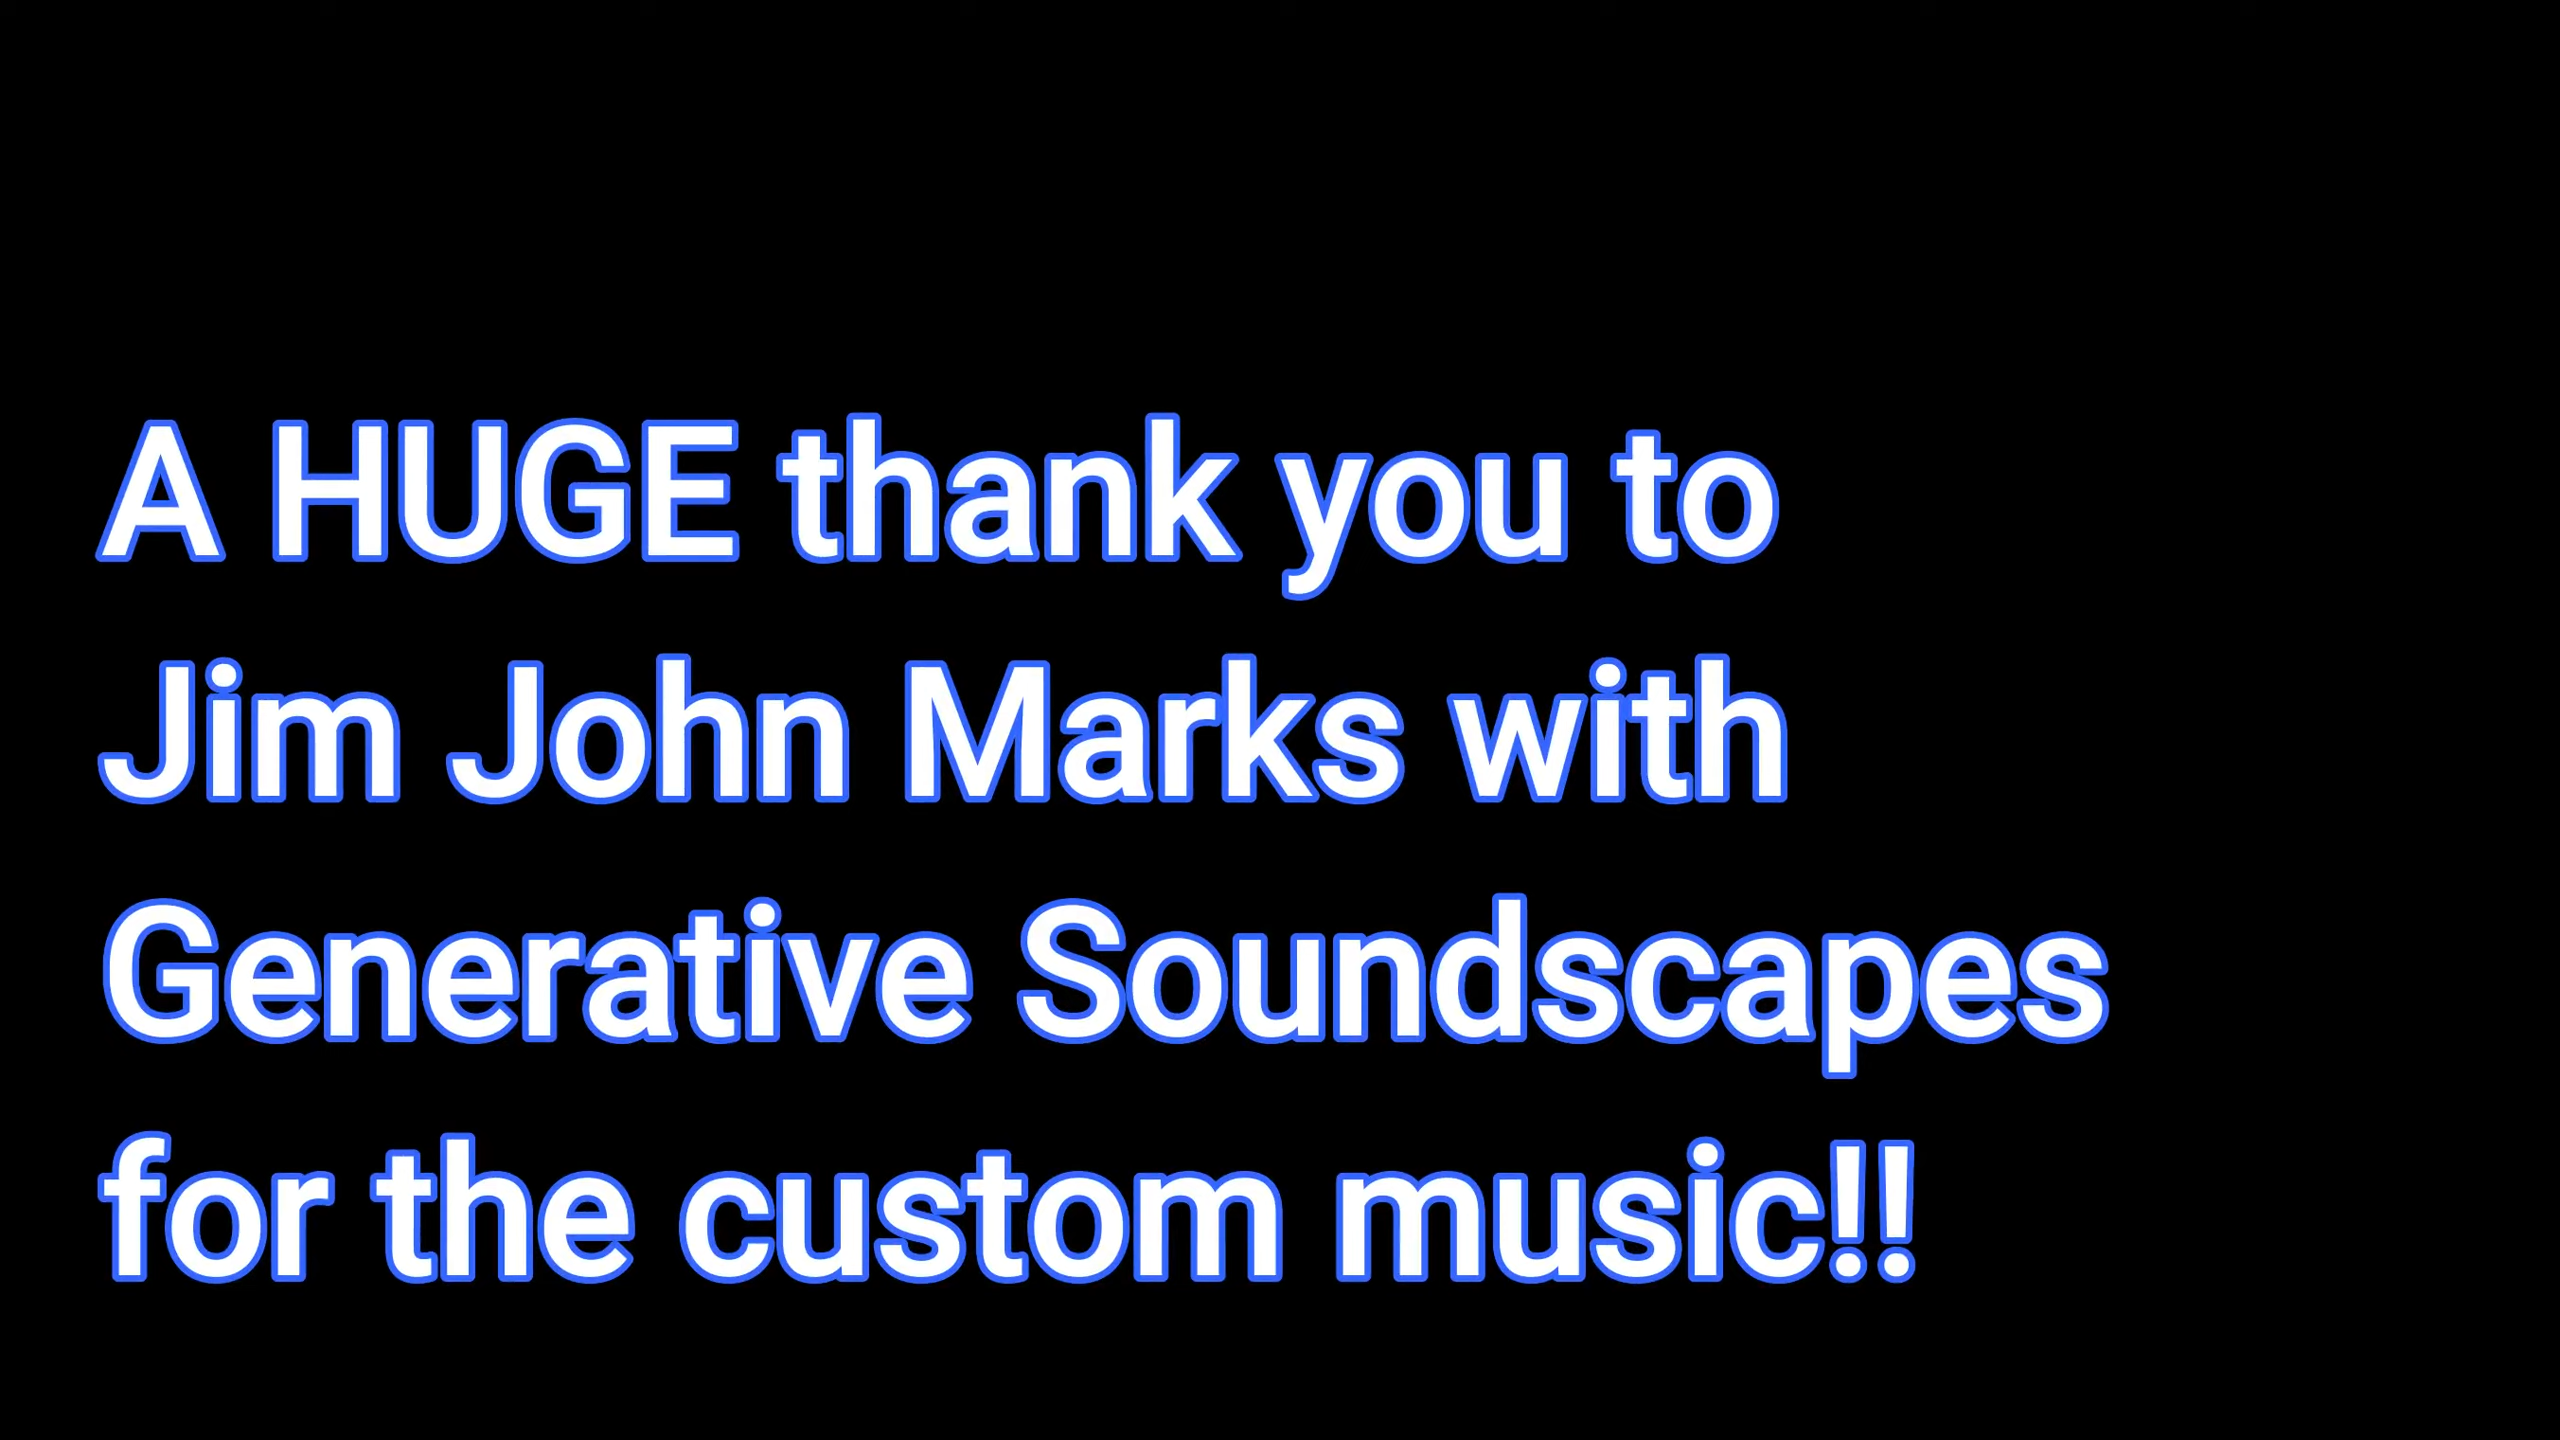 A HUGE thank you to
Jim John Marks with
Generative Soundscapes
for the custom music!!